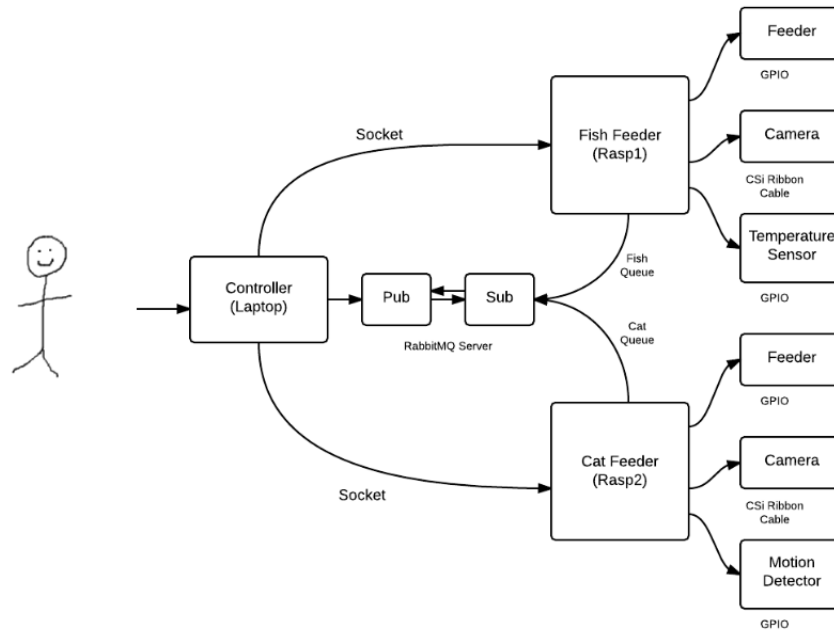 Feeder
GPIO
Socket
Fish Feeder
(Rasp1)
Camera
CSi Ribbon
Cable
Temperature
Sensor
GPIO
Fish
Queue
Controller
(Laptop)
Pub
Sub
RabbitMQ Server
Cat
Queue
Feeder
GPIO
Socket
Cat Feeder
(Rasp2)
Camera
CSi Ribbon
Cable
Motion
Detector
GPIO